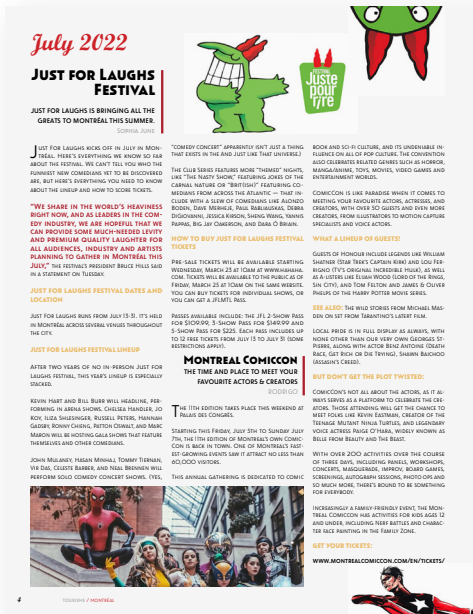 July 2022
JUST FOR LAUGHS
FESTIVAL
JUST FOR LAUGHS IS BRINGING ALL THE
GREATS TO MONTRÉAL THIS SUMMER.
SOPHIA JUNE
JUST FOR LAUGHS KICKS OFF IN JULY IN MON-
TRÉAL. HERE'S EVERYTHING WE KNOW SO FAR
ABOUT THE FESTIVAL. WE CAN'T TELL YOU WHO THE
FUNNIEST NEW COMEDIANS YET TO BE DISCOVERED
ARE, BUT HERE'S EVERYTHING YOU NEED TO KNOW
ABOUT THE LINEUP AND HOW TO SCORE TICKETS.
"WE SHARE IN THE WORLD'S HEAVINESS
RIGHT NOW, AND AS LEADERS IN THE COM-
EDY INDUSTRY, WE ARE HOPEFUL THAT WE
CAN PROVIDE SOME MUCH-NEEDED LEVITY
AND PREMIUM QUALITY LAUGHTER FOR
ALL AUDIENCES, INDUSTRY AND ARTISTS
PLANNING TO GATHER IN MONTRÉAL THIS
JULY," THE FESTIVAL'S PRESIDENT BRUCE HILLS SAID
IN A STATEMENT ON TUESDAY.
JUST FOR LAUGHS FESTIVAL DATES AND
LOCATION
JUST FOR LAUGHS RUNS FROM JULY 13-31. IT'S HELD
IN MONTRÉAL ACROSS SEVERAL VENUES THROUGHOUT
THE CITY.
JUST FOR LAUGHS FESTIVAL LINEUP
AFTER TWO YEARS OF NO IN-PERSON JUST FOR
LAUGHS FESTIVAL, THIS YEAR'S LINEUP IS ESPECIALLY
STACKED.
KEVIN HART AND BILL BURR WILL HEADLINE, PER-
FORMING IN ARENA SHOWS. CHELSEA HANDLER, JO
KOY, ILIZA SHLESINGER, RUSSELL PETERS, HANNAH
GADSBY, RONNY CHIENG, PATTON OSWALT, AND MARC
MARON WILL BE HOSTING GALA SHOWS THAT FEATURE
THEMSELVES AND OTHER COMEDIANS.
JOHN MULANEY, HASAN MINHAJ, TOMMY TIERNAN,
VIR DAS, CELESTE BARBER, AND NEAL BRENNEN WILL
PERFORM SOLO COMEDY CONCERT SHOWS. (YES,
FESTIVAL
Juste
pour
rire
"COMEDY CONCERT" APPARENTLY ISN'T JUST A THING
THAT EXISTS IN THE AND JUST LIKE THAT UNIVERSE.)
THE CLUB SERIES FEATURES MORE "THEMED" NIGHTS,
LIKE "THE NASTY SHOW," FEATURING JOKES OF THE
CARNAL NATURE OR "BRIT(ISH)" FEATURING CO-
MEDIANS FROM ACROSS THE ATLANTIC — THAT IN-
CLUDE WITH A SLEW OF COMEDIANS LIKE ALONZO
BODEN, DAVE MERHEJE, PAUL RABLIAUSKAS, DEBRA
DIGIOVANNI, JESSICA KIRSON, SHENG WANG, YANNIS
PAPPAS, BIG JAY OAKERSON, AND DARA Ó BRIAIN.
HOW TO BUY JUST FOR LAUGHS FESTIVAL
TICKETS
PRE-SALE TICKETS WILL BE AVAILABLE STARTING
WEDNESDAY, MARCH 23 AT 10AM AT WWW.HAHAHA.
COM. TICKETS WILL BE AVAILABLE TO THE PUBLIC AS OF
FRIDAY, MARCH 25 AT 10AM ON THE SAME WEBSITE.
YOU CAN BUY TICKETS FOR INDIVIDUAL SHOWS, OR
YOU CAN GET A JFLMTL PASS.
PASSES AVAILABLE INCLUDE: THE JFL 2-SHOW PASS
FOR $109.99, 3-SHOW PASS FOR $149.99 AND
5-SHOW PASS FOR $225. EACH PASS INCLUDES UP
TO 12 FREE TICKETS FROM JULY 13 TO JULY 31 (SOME
RESTRICTIONS APPLY).
MONTREAL COMICCON
THE TIME AND PLACE TO MEET YOUR
FAVOURITE ACTORS & CREATORS
RODRIGO
THE 11TH EDITION TAKES PLACE THIS WEEKEND AT
PALAIS DES CONGRÈS.
STARTING THIS FRIDAY, JULY 5TH TO SUNDAY JULY
7TH, THE 11TH EDITION OF MONTREAL'S OWN COMIC-
CON IS BACK IN TOWN. ONE OF MONTREAL'S FAST-
EST-GROWING EVENTS SAW IT ATTRACT NO LESS THAN
60,000 VISITORS.
THIS ANNUAL GATHERING IS DEDICATED TO COMIC
BOOK AND SCI-FI CULTURE, AND ITS UNDENIABLE IN-
FLUENCE ON ALL OF POP CULTURE. THE CONVENTION
ALSO CELEBRATES RELATED GENRES SUCH AS HORROR,
MANGA/ANIME, TOYS, MOVIES, VIDEO GAMES AND
ENTERTAINMENT WORLDS.
COMICCON IS LIKE PARADISE WHEN IT COMES TO
MEETING YOUR FAVOURITE ACTORS, ACTRESSES, AND
CREATORS, WITH OVER 50 GUESTS AND EVEN MORE
CREATORS, FROM ILLUSTRATORS TO MOTION CAPTURE
SPECIALISTS AND VOICE ACTORS.
WHAT A LINEUP OF GUESTS!
GUESTS OF HONOUR INCLUDE LEGENDS LIKE WILLIAM
SHATNER (STAR TREK'S CAPTAIN KIRK) AND LOU FER-
RIGNO (TV'S ORIGINAL INCREDIBLE HULK), AS WELL
AS A-LISTERS LIKE ELIJAH WOOD (LORD OF THE RINGS,
SIN CITY), AND TOM FELTON AND JAMES & OLIVER
PHELPS OF THE HARRY POTTER MOVIE SERIES.
SEE ALSO: THE WILD STORIES FROM MICHAEL MAS-
DEN ON SET FROM TARANTINO'S LATEST FILM.
LOCAL PRIDE IS IN FULL DISPLAY AS ALWAYS, WITH
NONE OTHER THAN OUR VERY OWN GEORGES ST-
PIERRE, ALONG WITH ACTOR BENZ ANTOINE (DEATH
RACE, GET RICH OR DIE TRYING), SHAWN BAICHOO
(ASSASSIN'S CREED).
BUT DON'T GET THE PLOT TWISTED:
COMICCON'S NOT ALL ABOUT THE ACTORS, AS IT AL-
WAYS SERVES AS A PLATFORM TO CELEBRATE THE CRE-
ATORS. THOSE ATTENDING WILL GET THE CHANCE TO
MEET FOLKS LIKE KEVIN EASTMAN, CREATOR OF THE
TEENAGE MUTANT NINJA TURTLES, AND LEGENDARY
VOICE ACTRESS PAIGE O'HARA, WIDELY KNOWN AS
BELLE FROM BEAUTY AND THE BEAST.
WITH OVER 200 ACTIVITIES OVER THE COURSE
OF THREE DAYS, INCLUDING PANELS, WORKSHOPS,
CONCERTS, MASQUERADE, IMPROV, BOARD GAMES,
SCREENINGS, AUTOGRAPH SESSIONS, PHOTO OPS AND
SO MUCH MORE, THERE'S BOUND TO BE SOMETHING
FOR EVERYBODY.
INCREASINGLY A FAMILY-FRIENDLY EVENT, THE MON-
TREAL COMICCON HAS ACTIVITIES FOR KIDS AGES 12
AND UNDER, INCLUDING NERF BATTLES AND CHARAC-
TER FACE PAINTING IN THE FAMILY ZONE.
GET YOUR TICKETS:
WWW.MONTREALCOMICCON.COM/EN/TICKETS/
4
TOURISME / MONTRÉAL